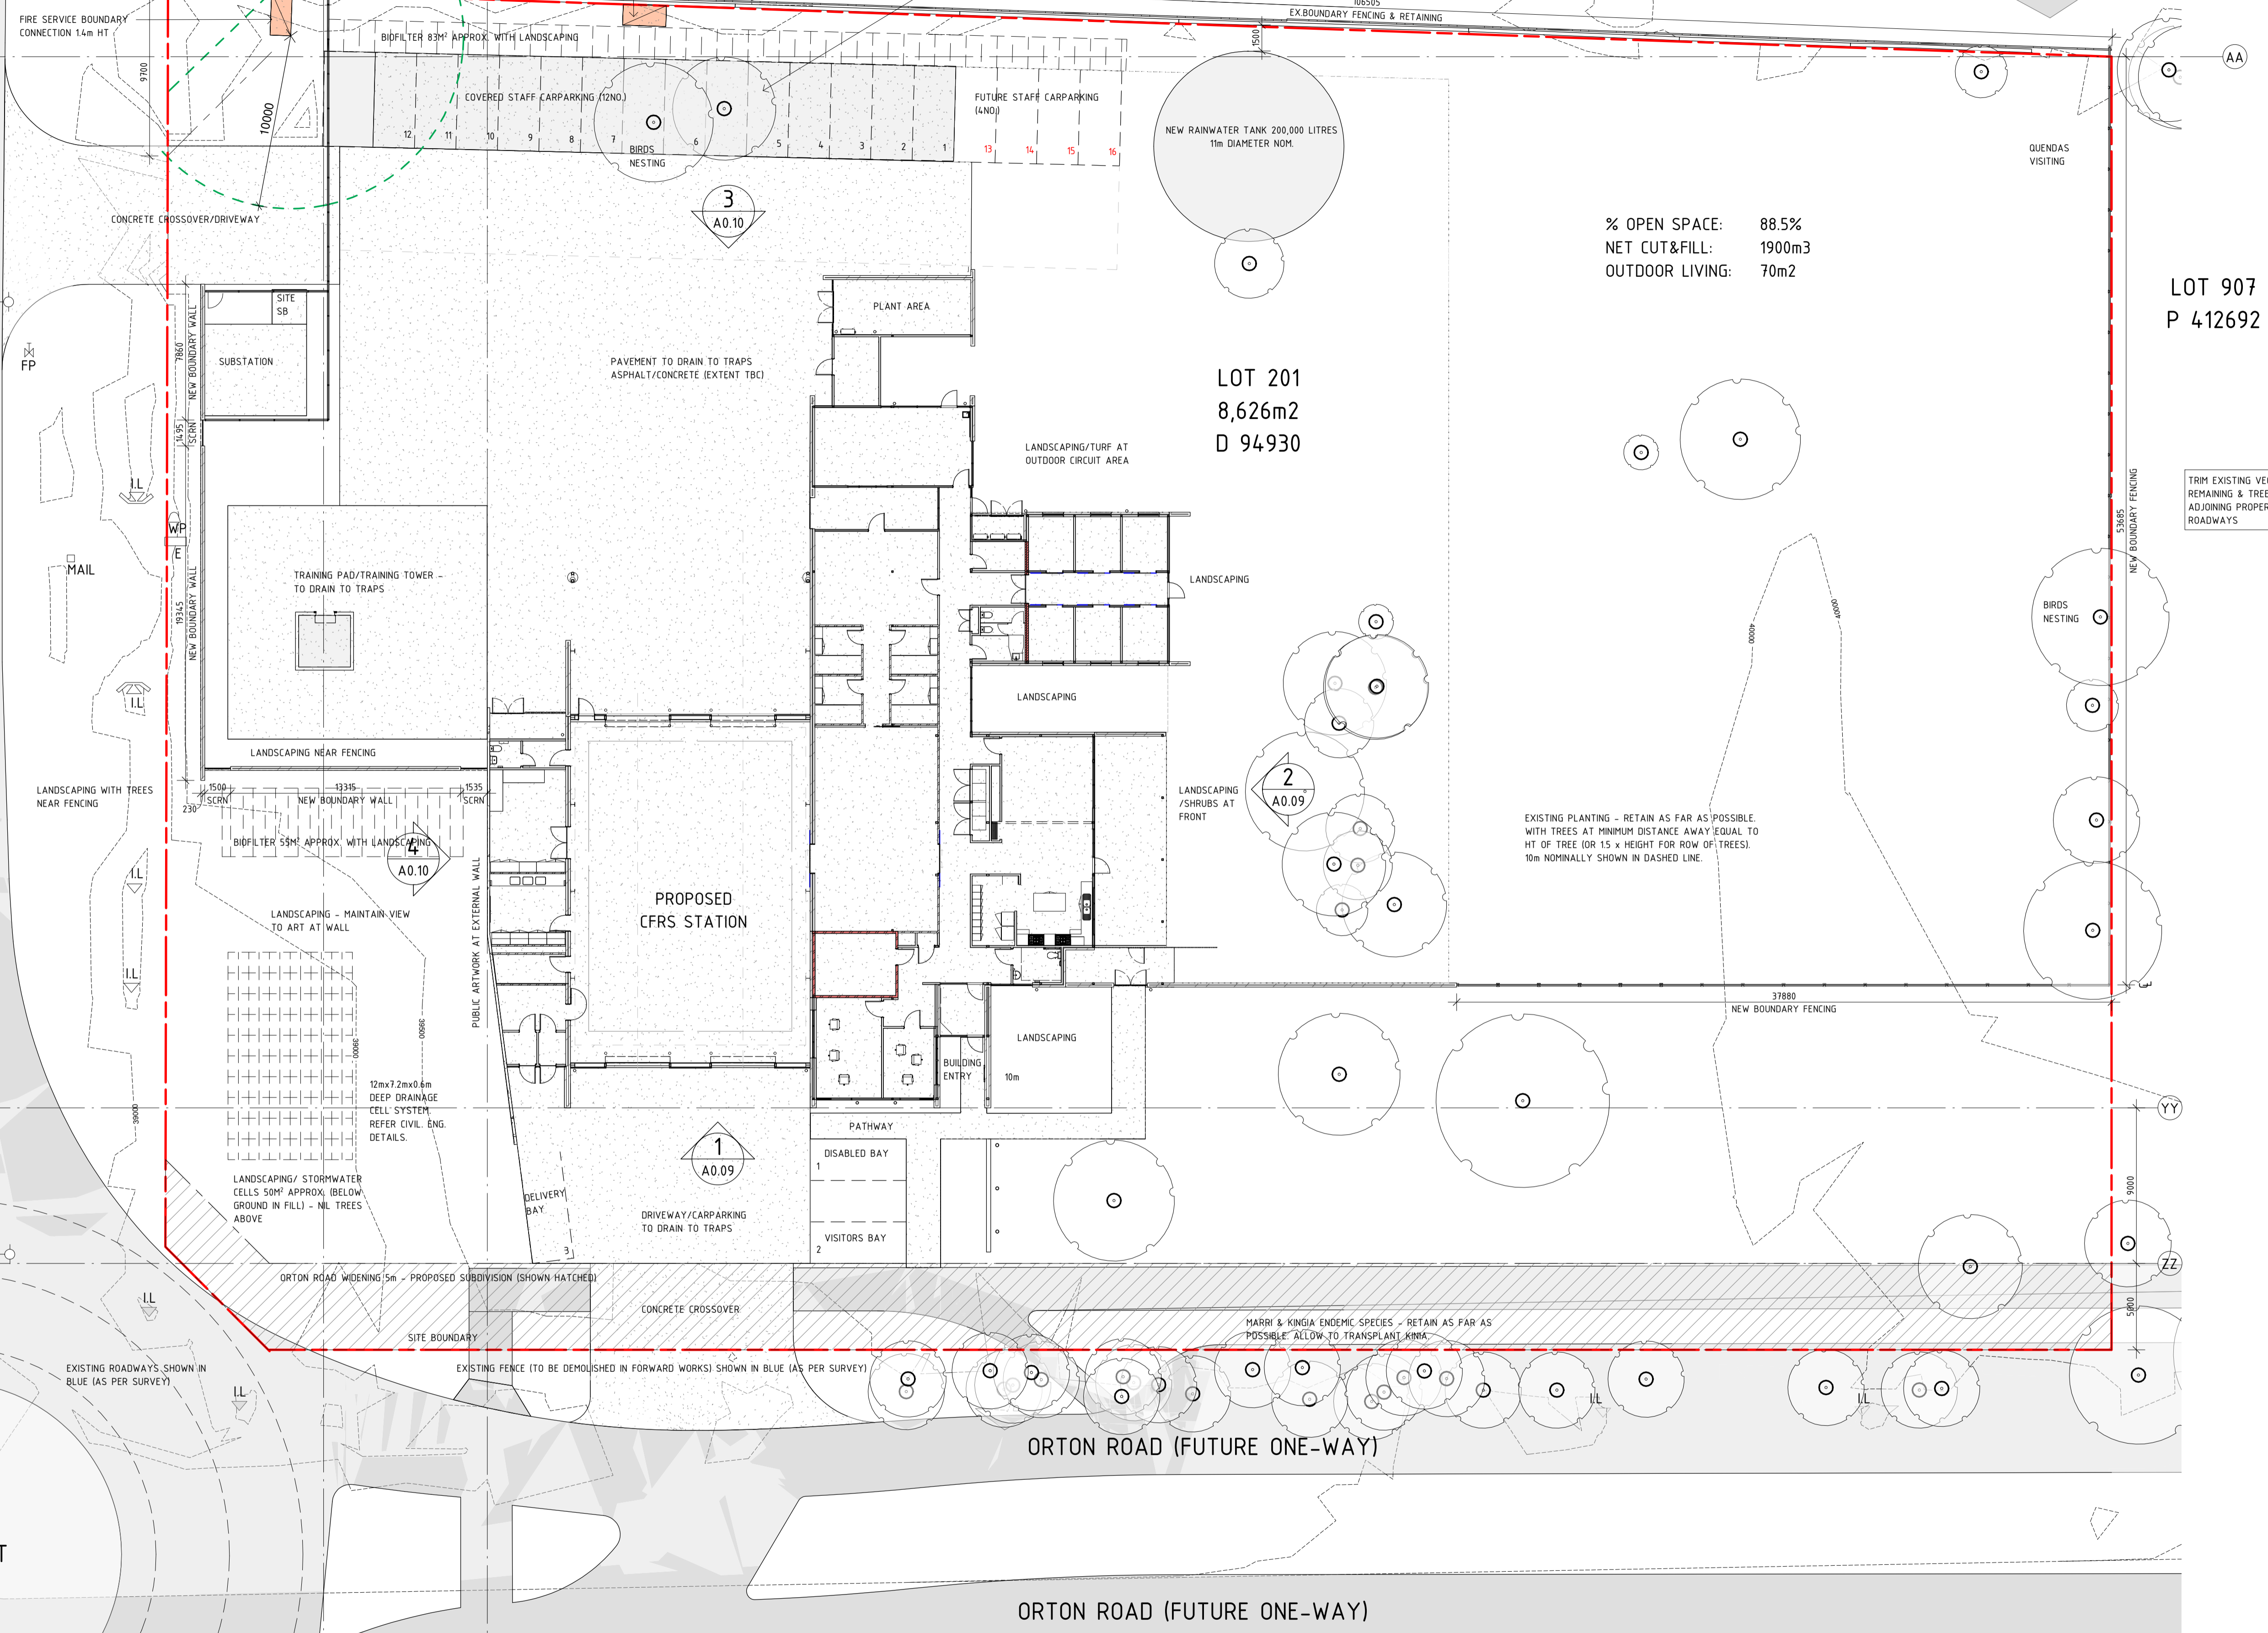 FIRE SERVICE BOUNDARY
CONNECTION 1.4m HT
106505
EX.BOUNDARY FENCING & RETAINING
1500
AA
BIOFILTER 83M² APPROX. WITH LANDSCAPING
9700
10000
COVERED STAFF CARPARKING (12NO.)
12
11
10
9
8
7
6
5
4
3
2
1
BIRDS
NESTING
FUTURE STAFF CARPARKING
(4NO.)
13
14
15
16
NEW RAINWATER TANK 200,000 LITRES
11m DIAMETER NOM.
QUENDAS
VISITING
3
A0.10
CONCRETE CROSSOVER/DRIVEWAY
% OPEN SPACE: 88.5%
NET CUT&FILL: 1900m3
OUTDOOR LIVING: 70m2
LOT 907
P 412692
SITE
SB
SUBSTATION
PLANT AREA
7860
NEW BOUNDARY WALL
FP
PAVEMENT TO DRAIN TO TRAPS
ASPHALT/CONCRETE (EXTENT TBC)
LOT 201
8,626m2
D 94930
1495
SCRN
LANDSCAPING/TURF AT
OUTDOOR CIRCUIT AREA
I.L
WP
E
MAIL
53685
NEW BOUNDARY FENCING
TRIM EXISTING VE
REMAINING & TREE
ADJOINING PROPER
ROADWAYS
TRAINING PAD/TRAINING TOWER -
TO DRAIN TO TRAPS
LANDSCAPING
19345
NEW BOUNDARY WALL
40000
40000
BIRDS
NESTING
I.L
LANDSCAPING
LANDSCAPING NEAR FENCING
LANDSCAPING WITH TREES
NEAR FENCING
1500
SCRN
230
13315
NEW BOUNDARY WALL
1535
SCRN
2
A0.09
LANDSCAPING
/SHRUBS AT
FRONT
BIOFILTER 55M² APPROX. WITH LANDSCAPING
4
A0.10
I.L
EXISTING PLANTING - RETAIN AS FAR AS POSSIBLE.
WITH TREES AT MINIMUM DISTANCE AWAY EQUAL TO
HT OF TREE (OR 1.5 x HEIGHT FOR ROW OF TREES).
10m NOMINALLY SHOWN IN DASHED LINE.
PUBLIC ARTWORK AT EXTERNAL WALL
PROPOSED
CFRS STATION
LANDSCAPING - MAINTAIN VIEW
TO ART AT WALL
I.L
37880
NEW BOUNDARY FENCING
39500
39000
39000
LANDSCAPING
BUILDING
ENTRY
10m
12mx7.2mx0.6m
DEEP DRAINAGE
CELL SYSTEM.
REFER CIVIL. ENG.
DETAILS.
YY
PATHWAY
1
A0.09
DISABLED BAY
1
LANDSCAPING/ STORMWATER
CELLS 50M² APPROX. (BELOW
GROUND IN FILL) - NIL TREES
ABOVE
9000
DELIVERY
BAY
3
DRIVEWAY/CARPARKING
TO DRAIN TO TRAPS
VISITORS BAY
2
ZZ
ORTON ROAD WIDENING 5m - PROPOSED SUBDIVISION (SHOWN HATCHED)
5000
I.L
CONCRETE CROSSOVER
MARRI & KINGIA ENDEMIC SPECIES - RETAIN AS FAR AS
POSSIBLE. ALLOW TO TRANSPLANT KINIA.
SITE BOUNDARY
EXISTING ROADWAYS SHOWN IN
BLUE (AS PER SURVEY)
EXISTING FENCE (TO BE DEMOLISHED IN FORWARD WORKS) SHOWN IN BLUE (AS PER SURVEY)
I.L
I.L
I.L
ORTON ROAD (FUTURE ONE-WAY)
T
ORTON ROAD (FUTURE ONE-WAY)